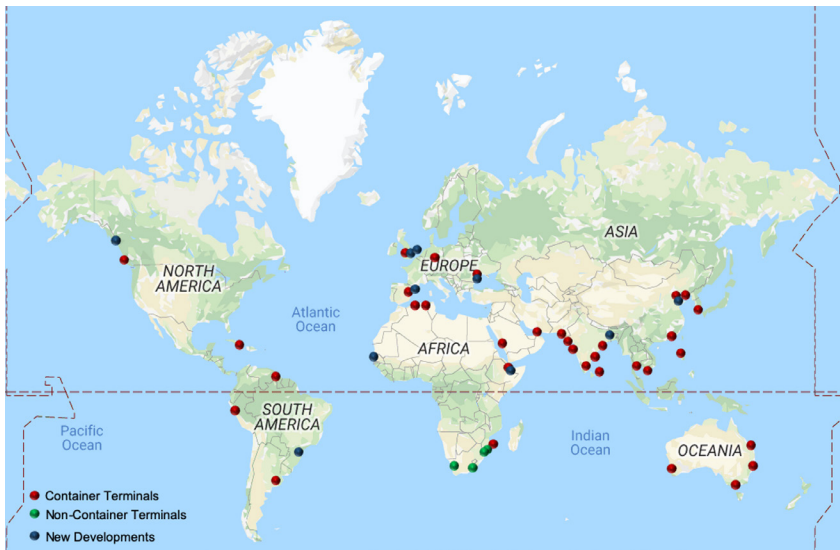 ASIA
EUROPE
NORTH
AMERICA
Atlantic
Ocean
AFRICA
SOUTH
AMERICA
Pacific
Ocean
Indian
Ocean
OCEANIA
Container Terminals
Non-Container Terminals
New Developments